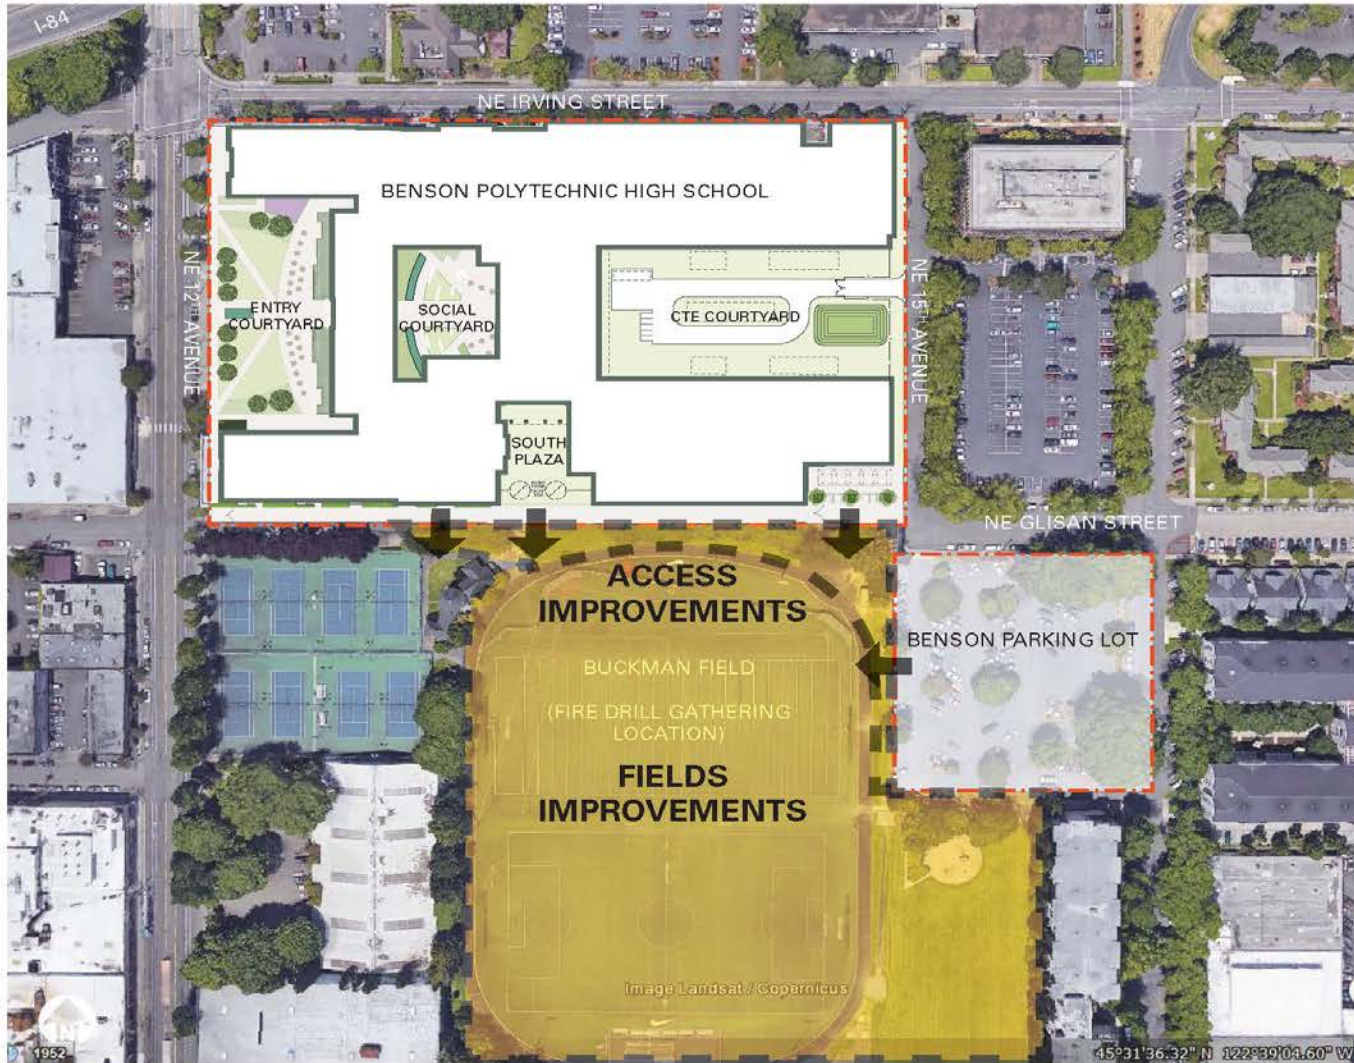 I-84
NE IRVING STREET
BENSON POLYTECHNIC HIGH SCHOOL
NE 12TH AVENUE
ENTRY
COURTYARD
SOCIAL
COURTYARD
CTE COURTYARD
NE 15TH AVENUE
SOUTH
PLAZA
NE GLISAN STREET
ACCESS
IMPROVEMENTS
BENSON PARKING LOT
BUCKMAN FIELD
(FIRE DRILL GATHERING
LOCATION)
FIELDS
IMPROVEMENTS
Image Landsat / Copernicus
N
1952
45°31'36.32" N 122°39'04.60" W